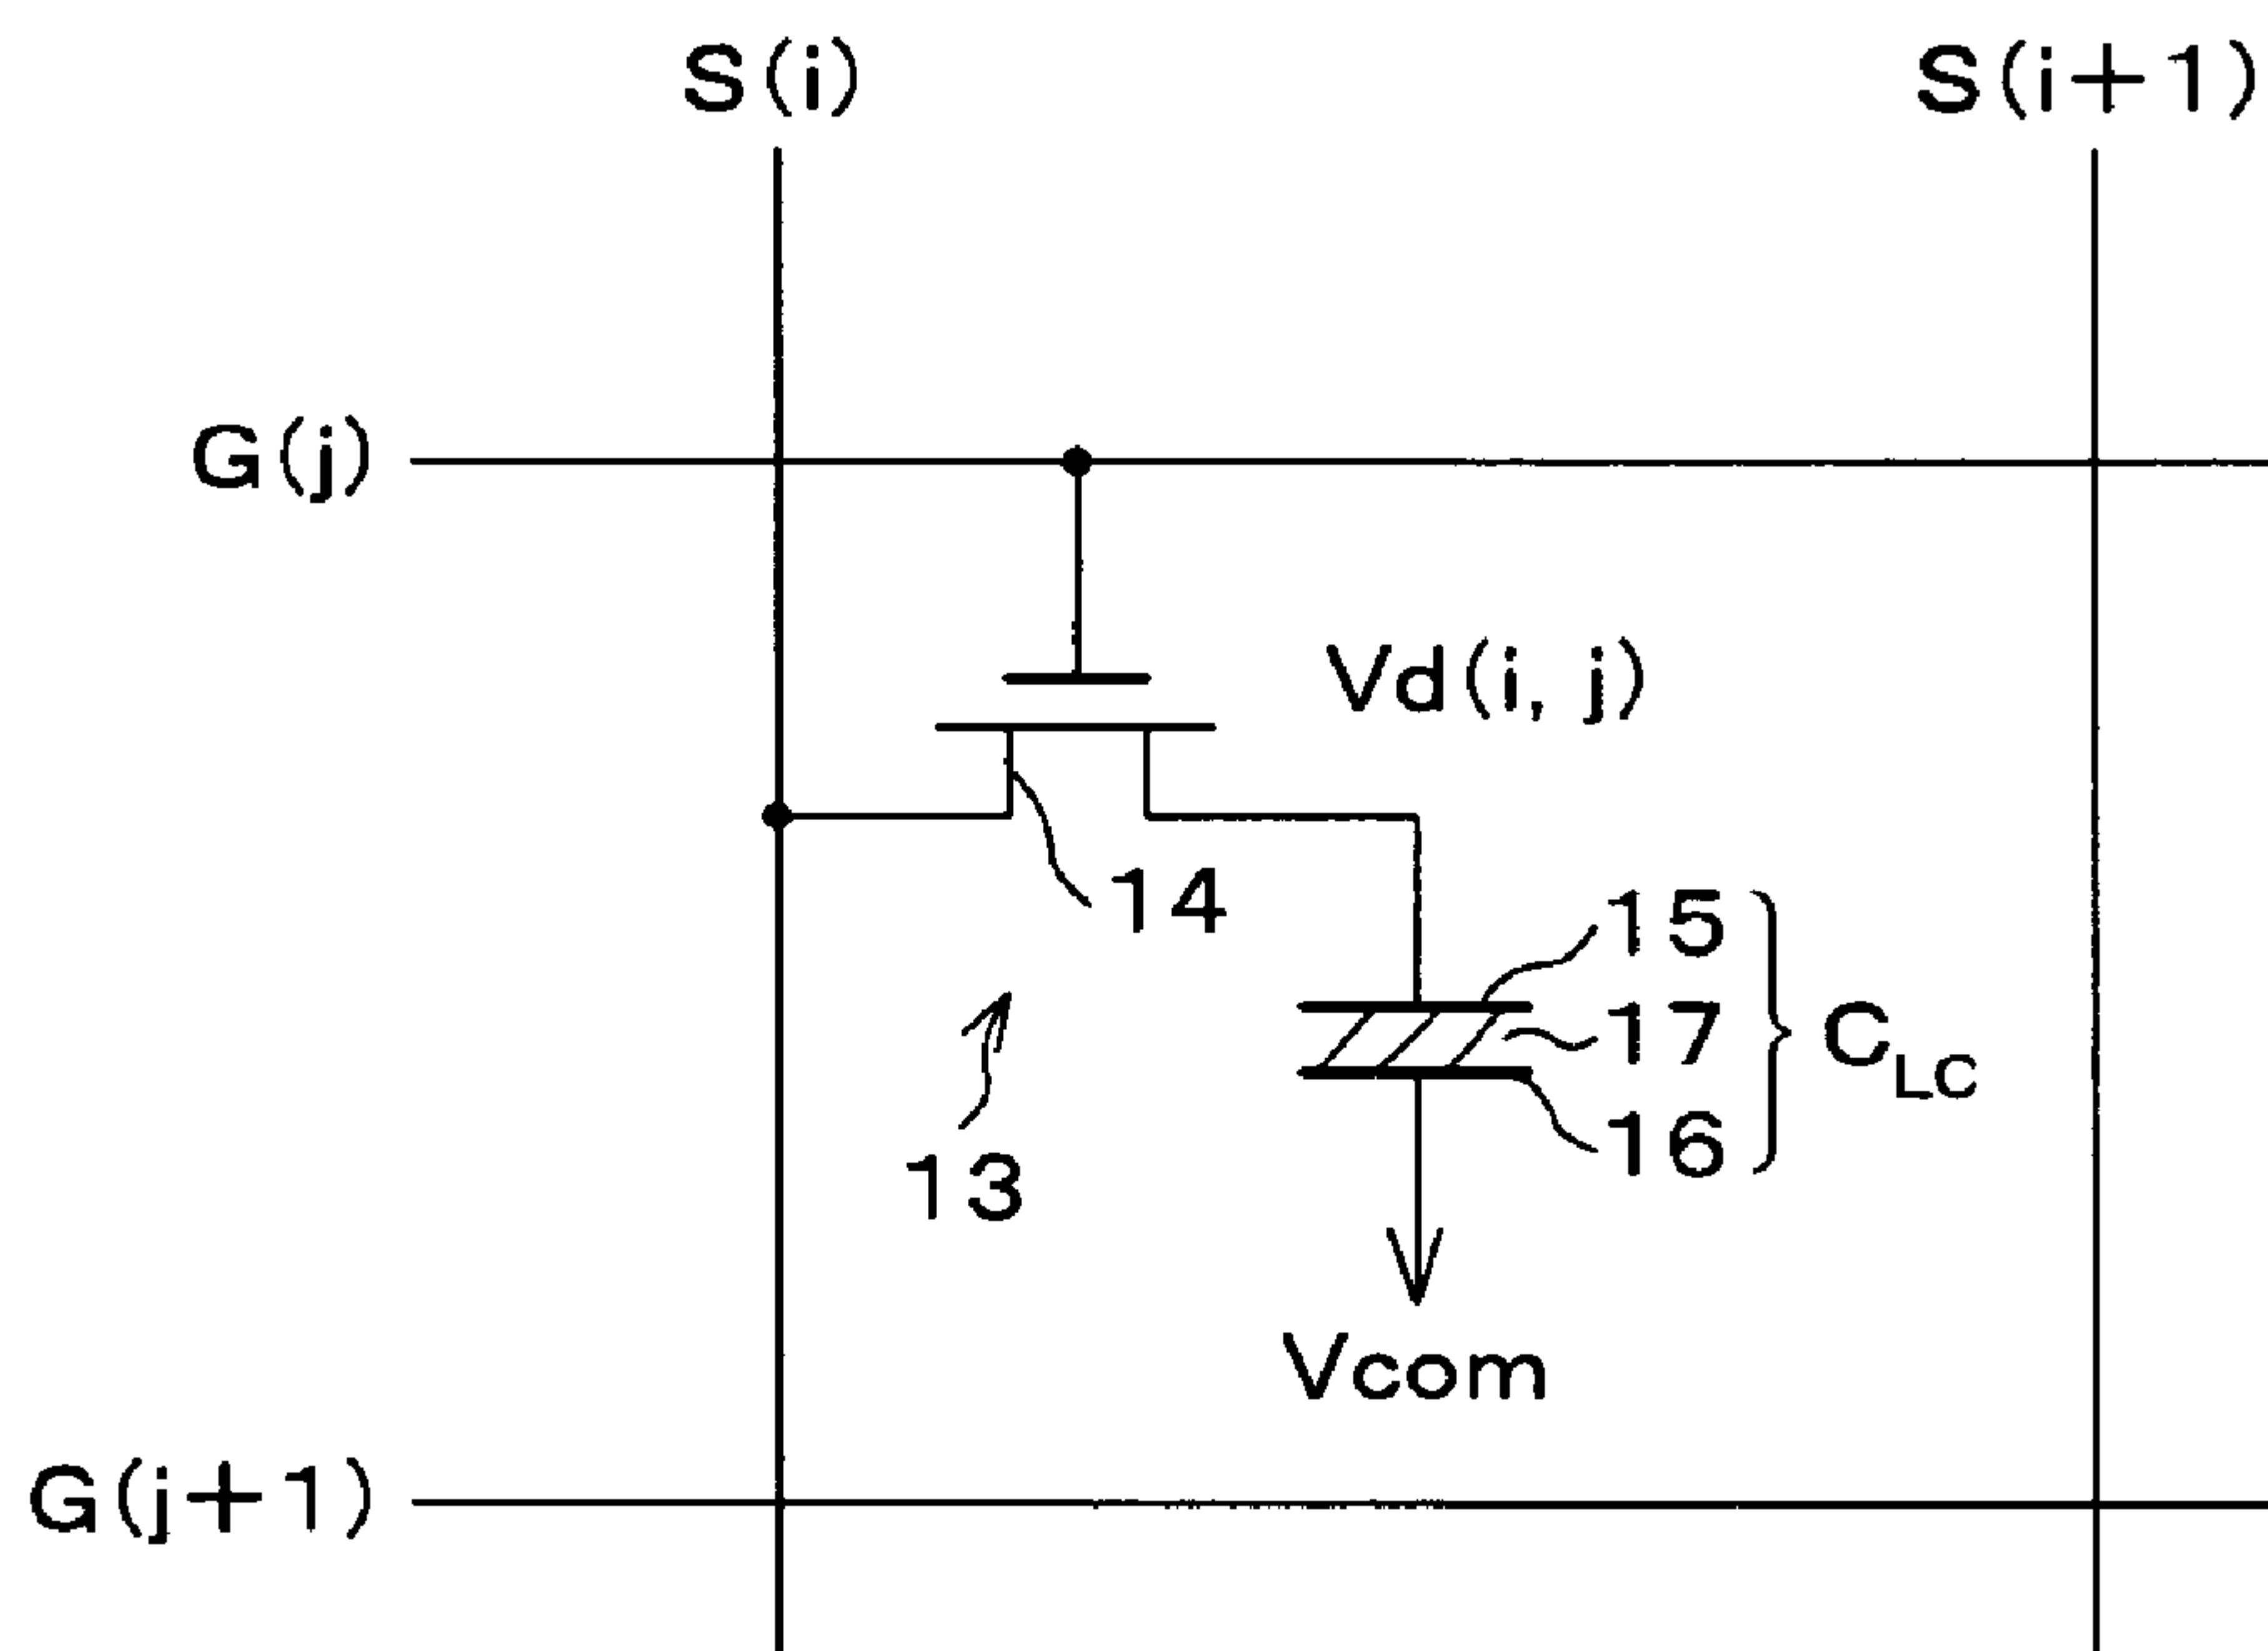 S(i)
S(i+1)
G(j)
Vd(i, j)
14
15
17
C_LC
16
13
Vcom
G(j+1)